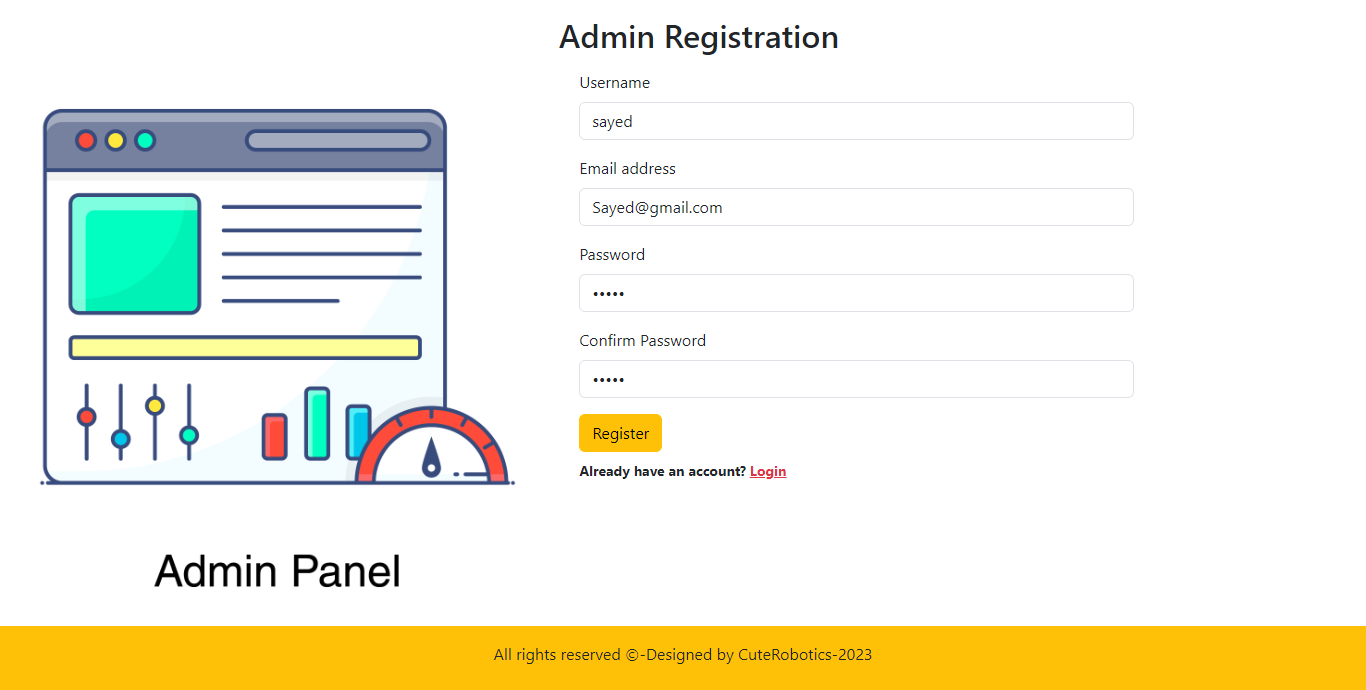 Admin Registration
Username
sayed
Email address
Sayed@gmail.com
Password
•••••
Confirm Password
•••••
Register
Already have an account? Login
Admin Panel
All rights reserved ©-Designed by CuteRobotics-2023